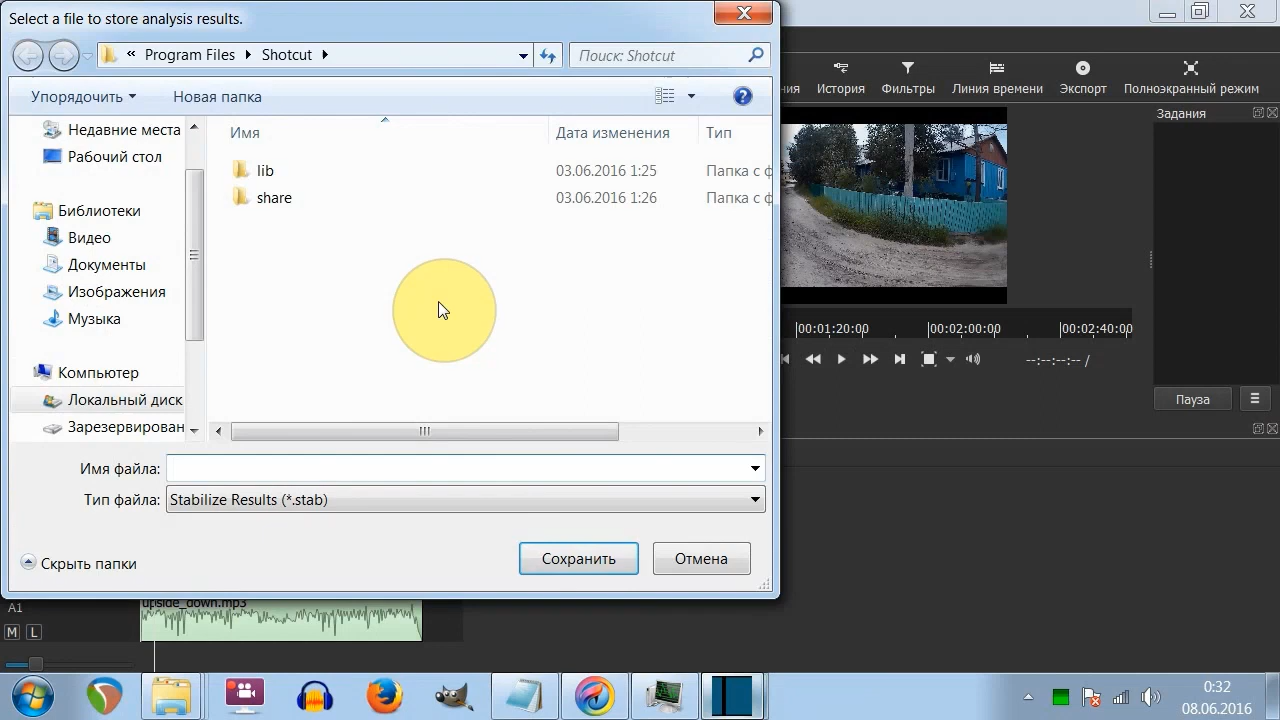 Select a file to store analysis results.
« Program Files Shotcut
Поиск: Shotcut
Упорядочить
Новая папка
История
Фильтры
Линия времени
Экспорт
Полноэкранный режим
Задания
Недавние места
Рабочий стол
Библиотеки
Видео
Документы
Изображения
Музыка
Компьютер
Локальный диск
Зарезервирован
Имя
Дата изменения
Тип
lib
03.06.2016 1:25
Папка с ф
share
03.06.2016 1:26
Папка с ф
00:01:20:00
00:02:00:00
00:02:40:00
--:--:--:-- /
Пауза
Имя файла:
Тип файла:
Stabilize Results (*.stab)
Скрыть папки
Сохранить
Отмена
A1
upside_down.mp3
M L
0:32
08.06.2016